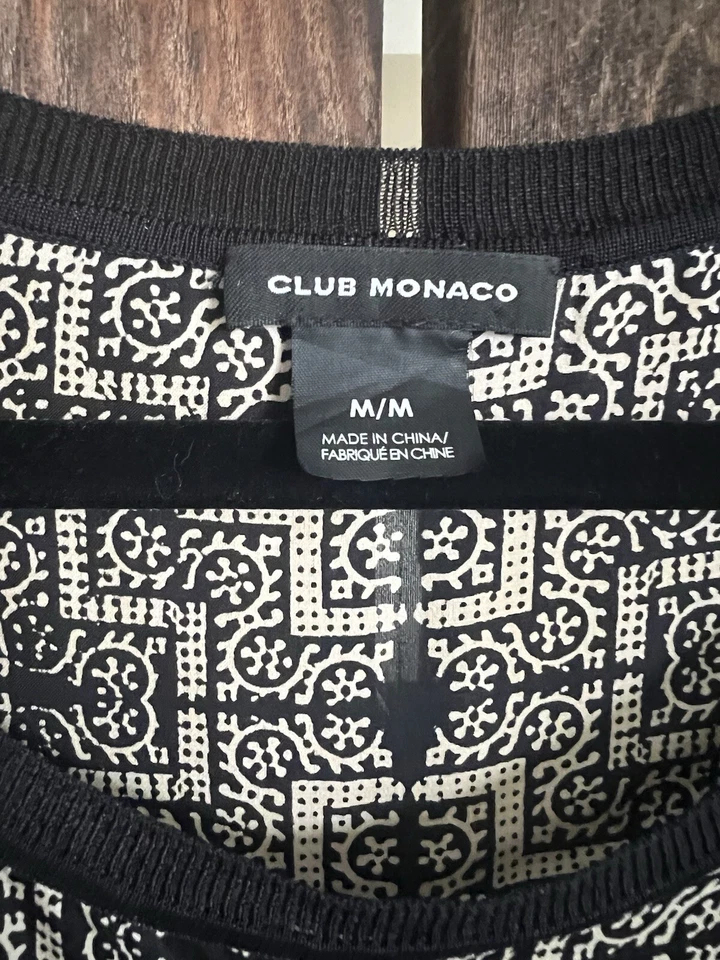 CLUB MONACO
M/M
MADE IN CHINA/
FABRIQUÉ EN CHINE